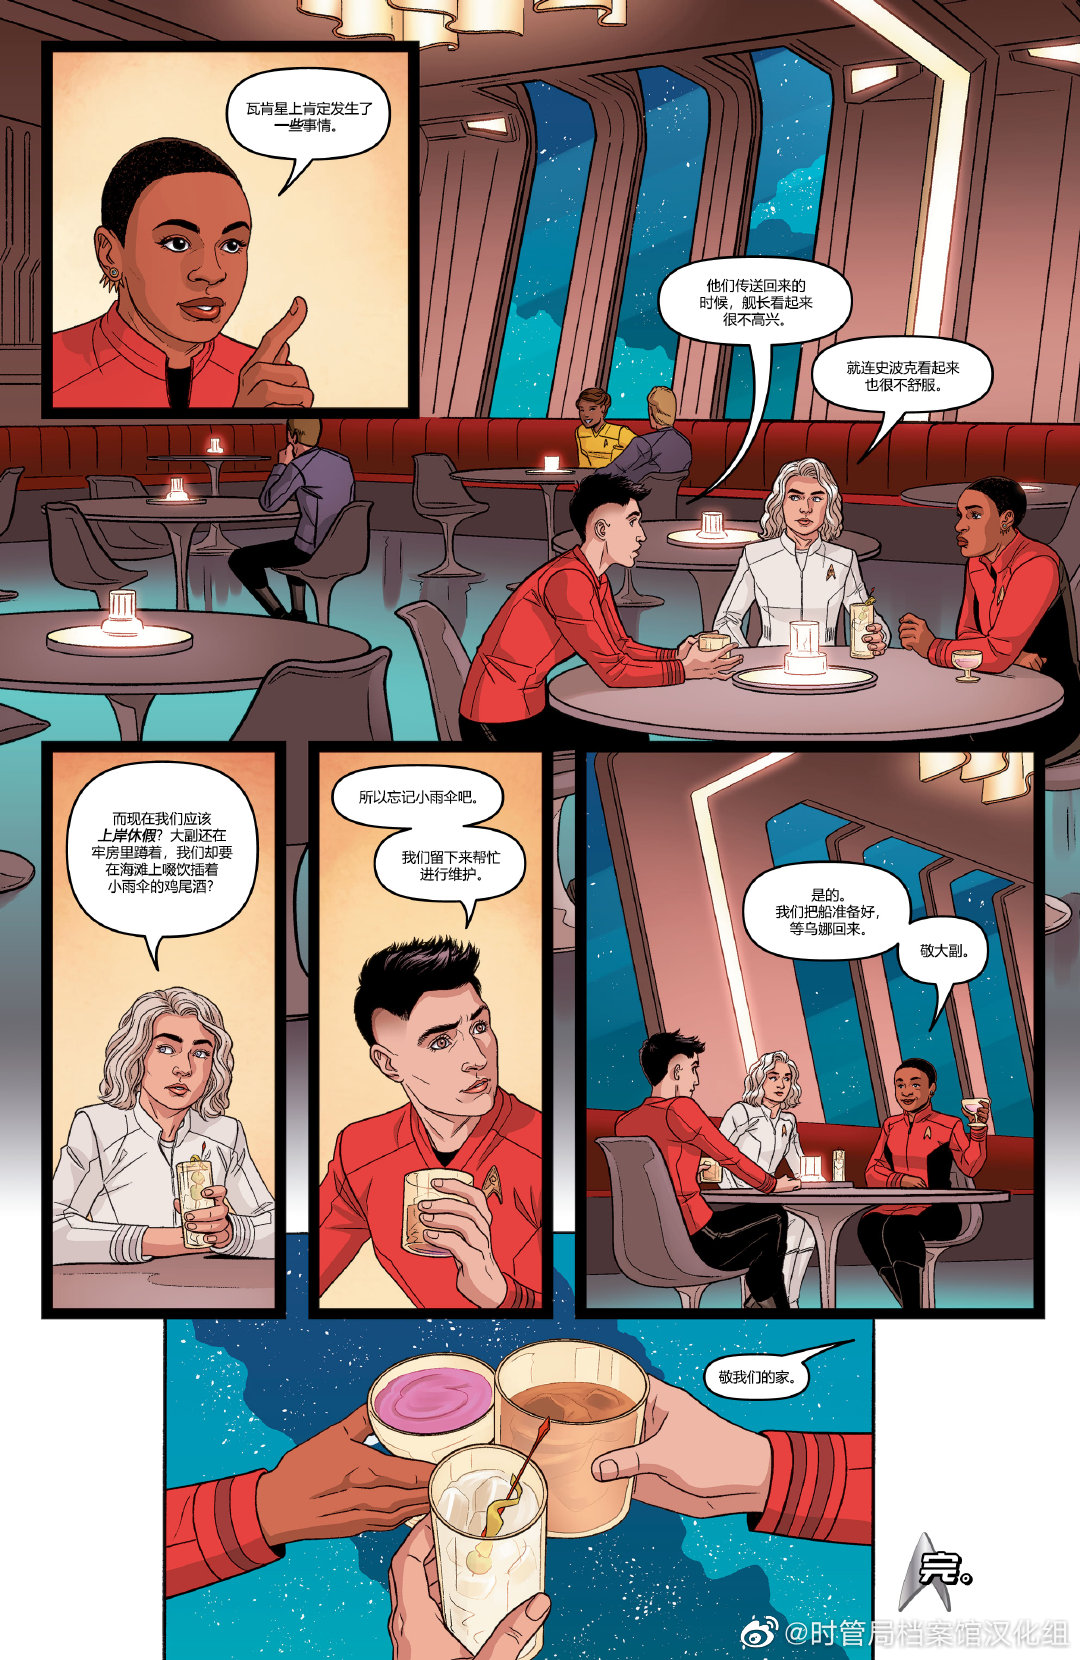 瓦肯星上肯定发生了
一些事情。
他们传送回来的
时候，舰长看起来
很不高兴。
就连史波克看起来
也很不舒服。
而现在我们应该
上岸休假？大副还在
牢房里蹲着，我们却要
在海滩上啜饮插着
小雨伞的鸡尾酒？
所以忘记小雨伞吧。
我们留下来帮忙
进行维护。
是的。
我们把船准备好，
等乌娜回来。
敬大副。
敬我们的家。
完。
@时管局档案馆汉化组